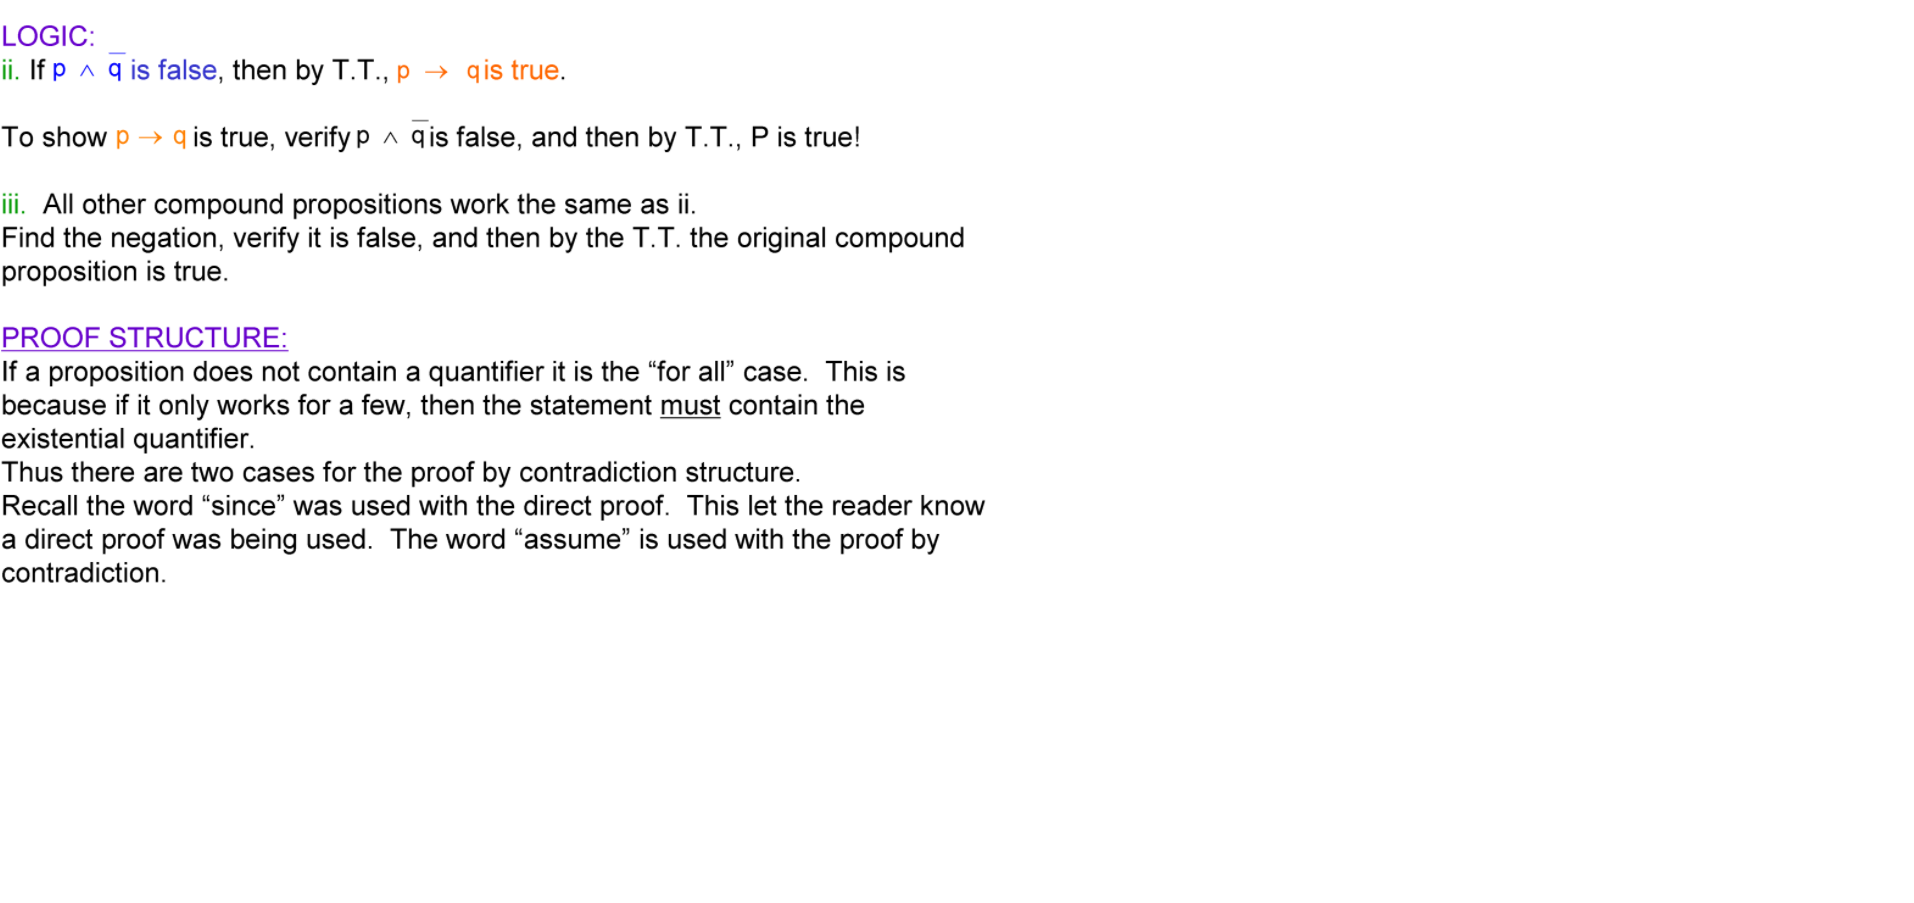 LOGIC:
ii. If p ∧ q̅ is false, then by T.T., p → q is true.
To show p → q is true, verify p ∧ q̅ is false, and then by T.T., P is true!
iii. All other compound propositions work the same as ii.
Find the negation, verify it is false, and then by the T.T. the original compound
proposition is true.
PROOF STRUCTURE:
If a proposition does not contain a quantifier it is the “for all” case. This is
because if it only works for a few, then the statement must contain the
existential quantifier.
Thus there are two cases for the proof by contradiction structure.
Recall the word “since” was used with the direct proof. This let the reader know
a direct proof was being used. The word “assume” is used with the proof by
contradiction.